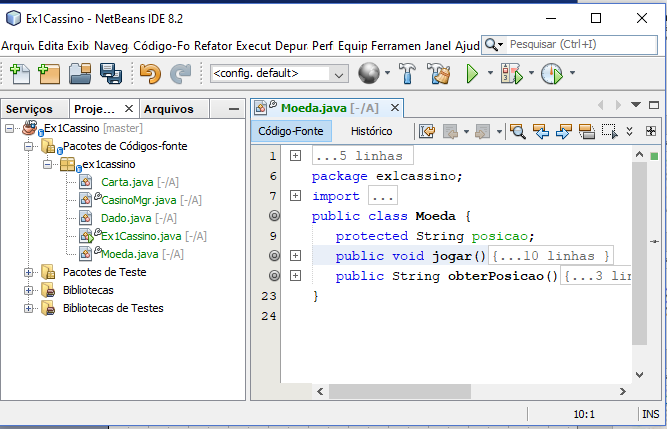 Ex1Cassino - NetBeans IDE 8.2
Arquiv Edita Exib Naveg Código-Fo Refator Execut Depur Perf Equip Ferramen Janel Ajud
Pesquisar (Ctrl+I)
<config. default>
Serviços Proje... Arquivos
Ex1Cassino [master]
Pacotes de Códigos-fonte
ex1cassino
Carta.java [-/A]
CasinoMgr.java [-/A]
Dado.java [-/A]
Ex1Cassino.java [-/A]
Moeda.java [-/A]
Pacotes de Teste
Bibliotecas
Bibliotecas de Testes
Moeda.java [-/A]
Código-Fonte Histórico
1 ...5 linhas
6 package ex1cassino;
7 import ...
public class Moeda {
9 protected String posicao;
public void jogar() {...10 linhas }
public String obterPosicao() {...3 lin
23 }
24
10:1 INS